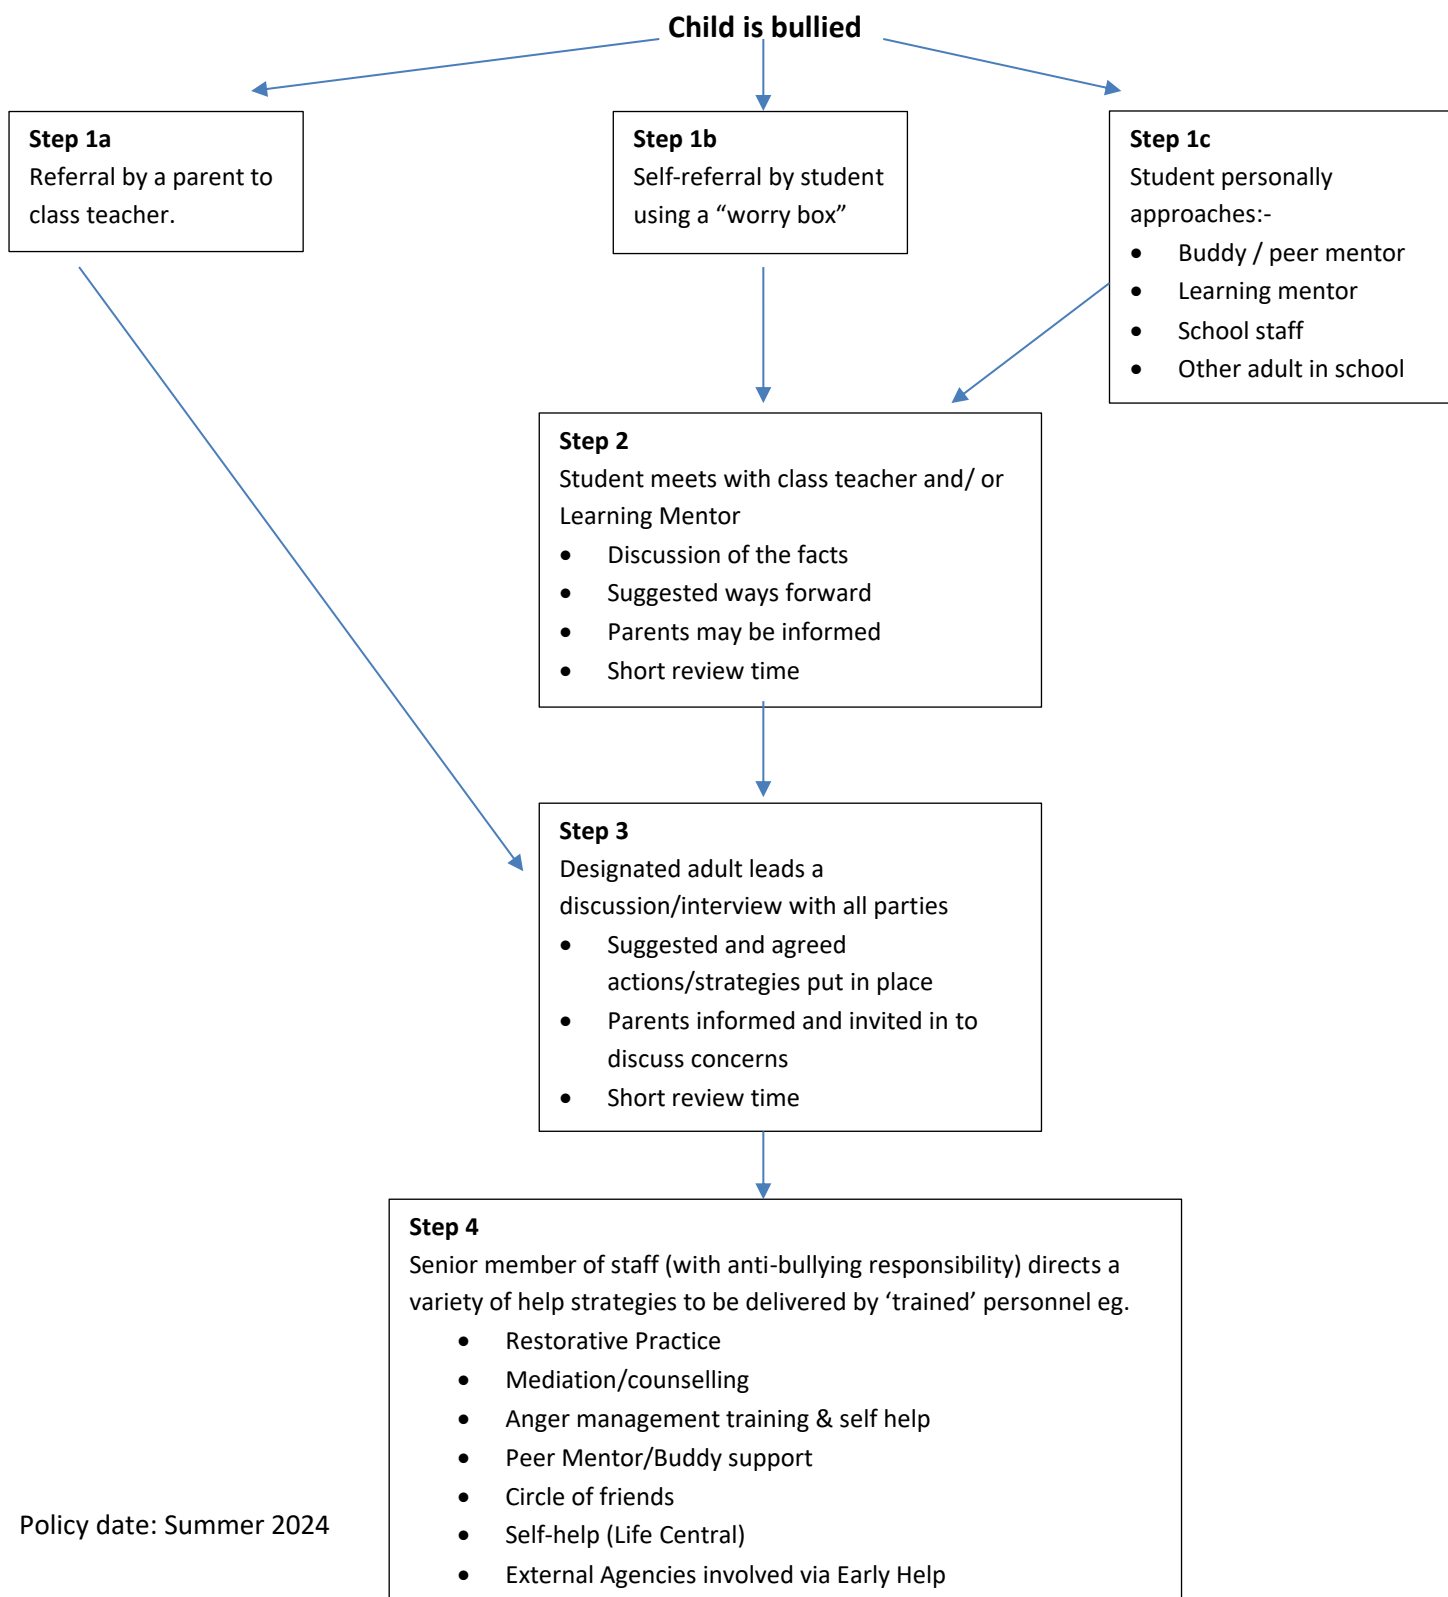 Child is bullied
Step 1a
Referral by a parent to
class teacher.
Step 1b
Self-referral by student
using a “worry box”
Step 1c
Student personally
approaches:-
• Buddy / peer mentor
• Learning mentor
• School staff
• Other adult in school
Step 2
Student meets with class teacher and/ or
Learning Mentor
• Discussion of the facts
• Suggested ways forward
• Parents may be informed
• Short review time
Step 3
Designated adult leads a
discussion/interview with all parties
• Suggested and agreed
actions/strategies put in place
• Parents informed and invited in to
discuss concerns
• Short review time
Step 4
Senior member of staff (with anti-bullying responsibility) directs a
variety of help strategies to be delivered by ‘trained’ personnel eg.
• Restorative Practice
• Mediation/counselling
• Anger management training & self help
• Peer Mentor/Buddy support
• Circle of friends
• Self-help (Life Central)
• External Agencies involved via Early Help
Policy date: Summer 2024